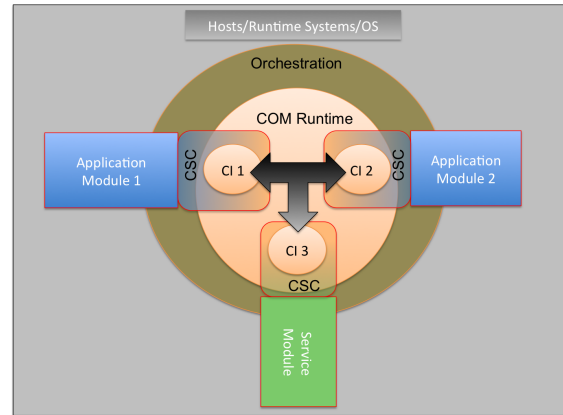 Hosts/Runtime Systems/OS
Orchestration
COM Runtime
Application
Module 1
CSC
CI 1
CI 2
CSC
Application
Module 2
CI 3
CSC
Service
Module